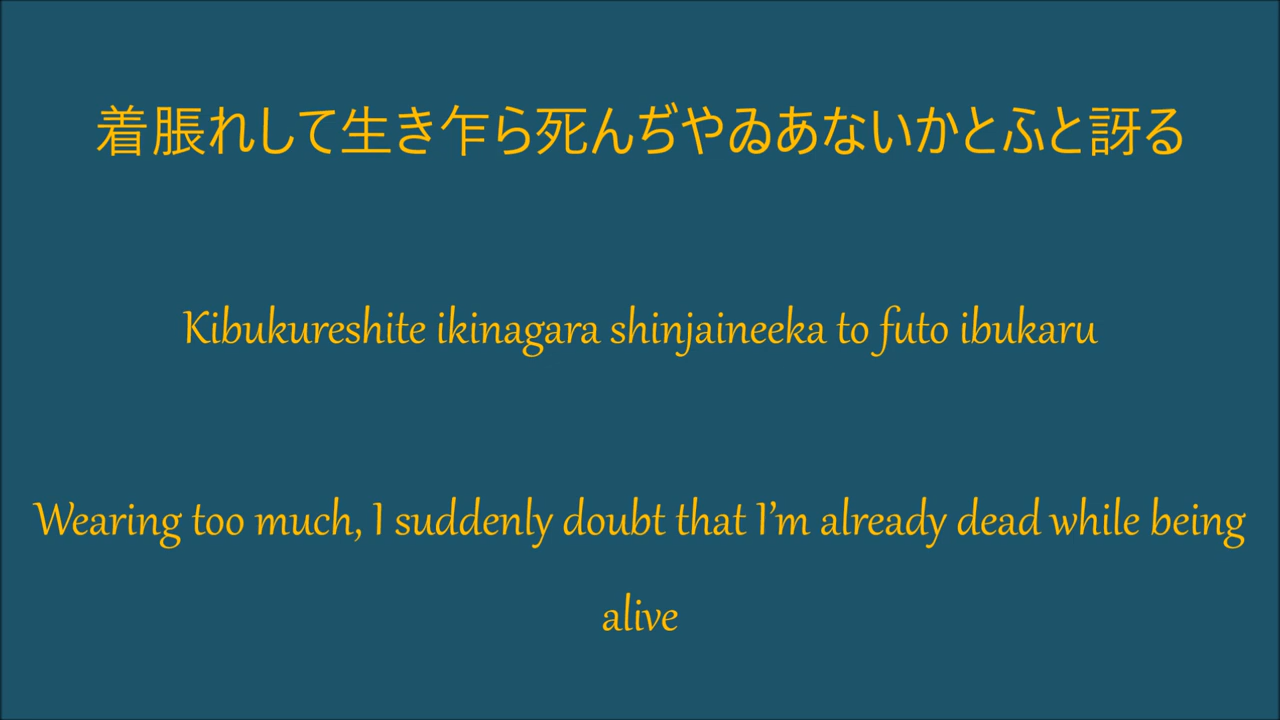 着脹れして生き乍ら死んぢやゐあないかとふと訝る
Kibukureshite ikinagara shinjaineeka to futo ibukaru
Wearing too much, I suddenly doubt that I'm already dead while being
alive